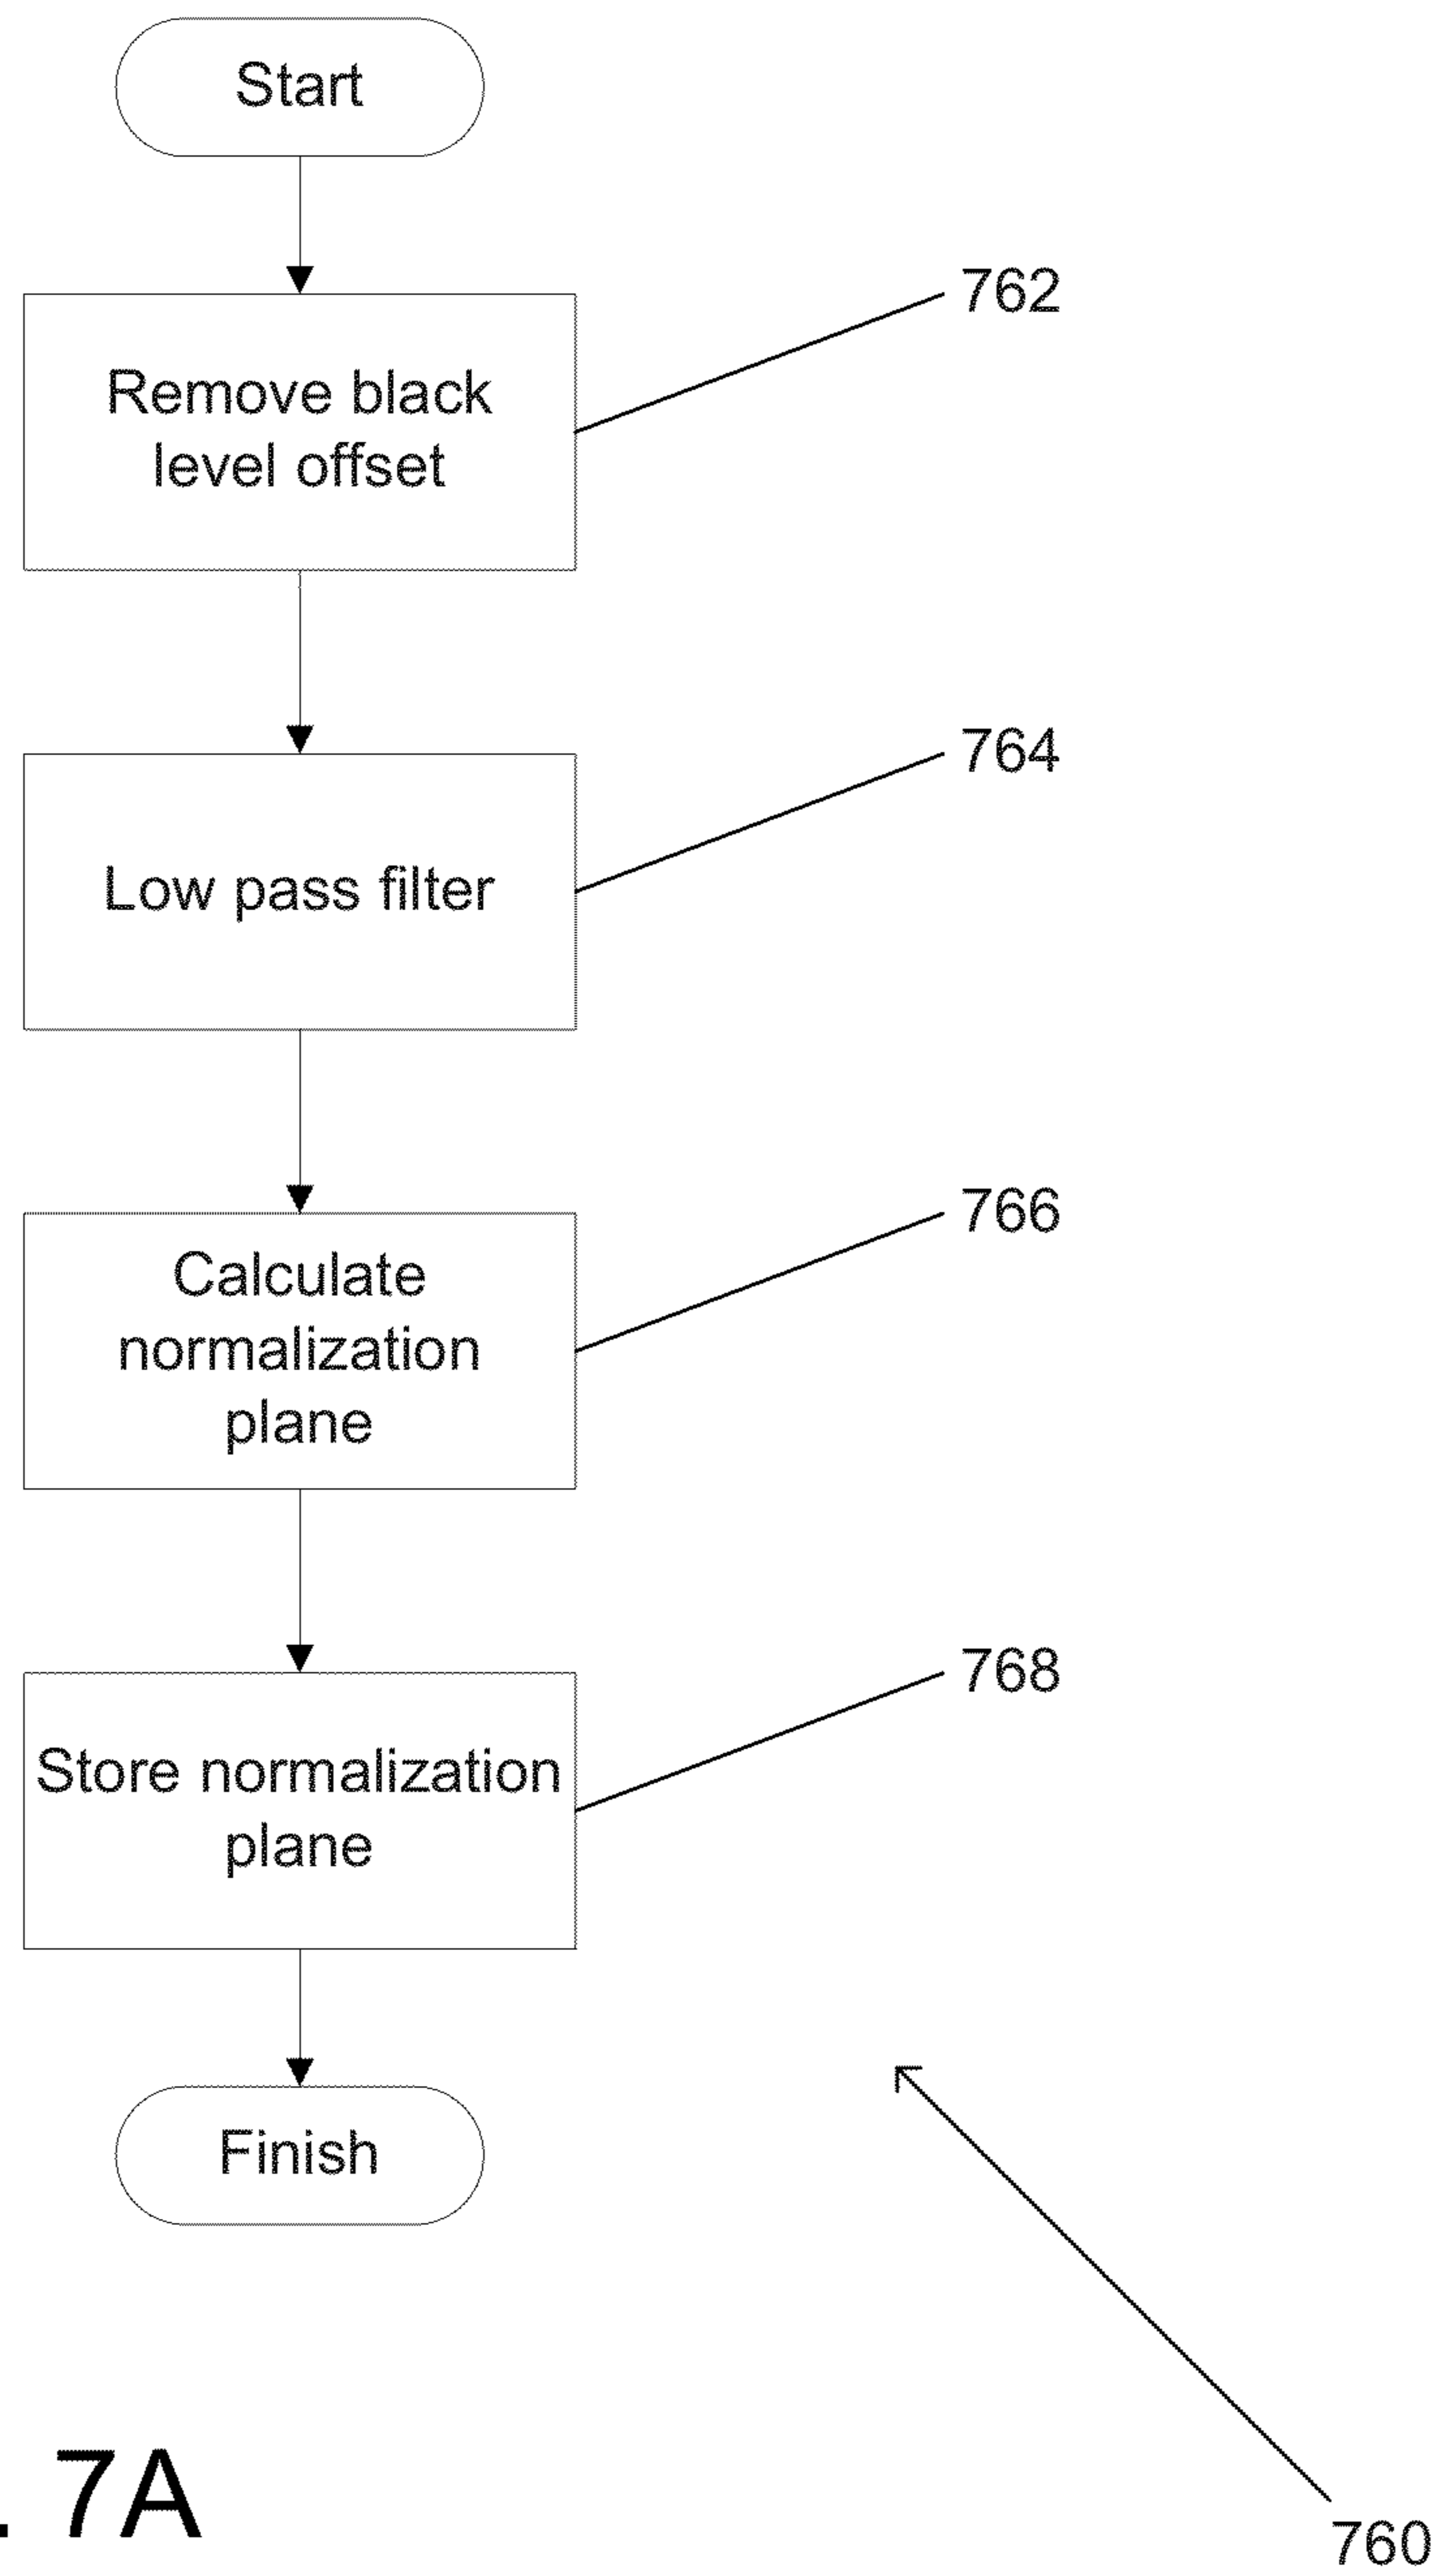 Start
762
Remove black
level offset
764
Low pass filter
766
Calculate
normalization
plane
768
Store normalization
plane
Finish
. 7A
760